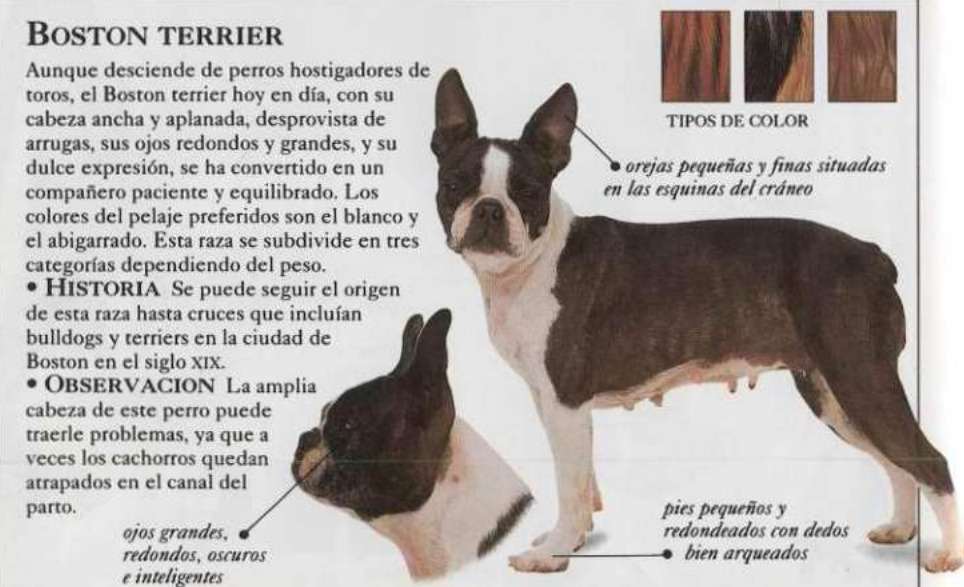 BOSTON TERRIER
Aunque desciende de perros hostigadores de
toros, el Boston terrier hoy en día, con su
cabeza ancha y aplanada, desprovista de
arrugas, sus ojos redondos y grandes, y su
dulce expresión, se ha convertido en un
compañero paciente y equilibrado. Los
colores del pelaje preferidos son el blanco y
el abigarrado. Esta raza se subdivide en tres
categorías dependiendo del peso.
• HISTORIA Se puede seguir el origen
de esta raza hasta cruces que incluían
bulldogs y terriers en la ciudad de
Boston en el siglo XIX.
• OBSERVACION La amplia
cabeza de este perro puede
traerle problemas, ya que a
veces los cachorros quedan
atrapados en el canal del
parto.
TIPOS DE COLOR
orejas pequeñas y finas situadas
en las esquinas del cráneo
ojos grandes,
redondos, oscuros
e inteligentes
pies pequeños y
redondeados con dedos
bien arqueados